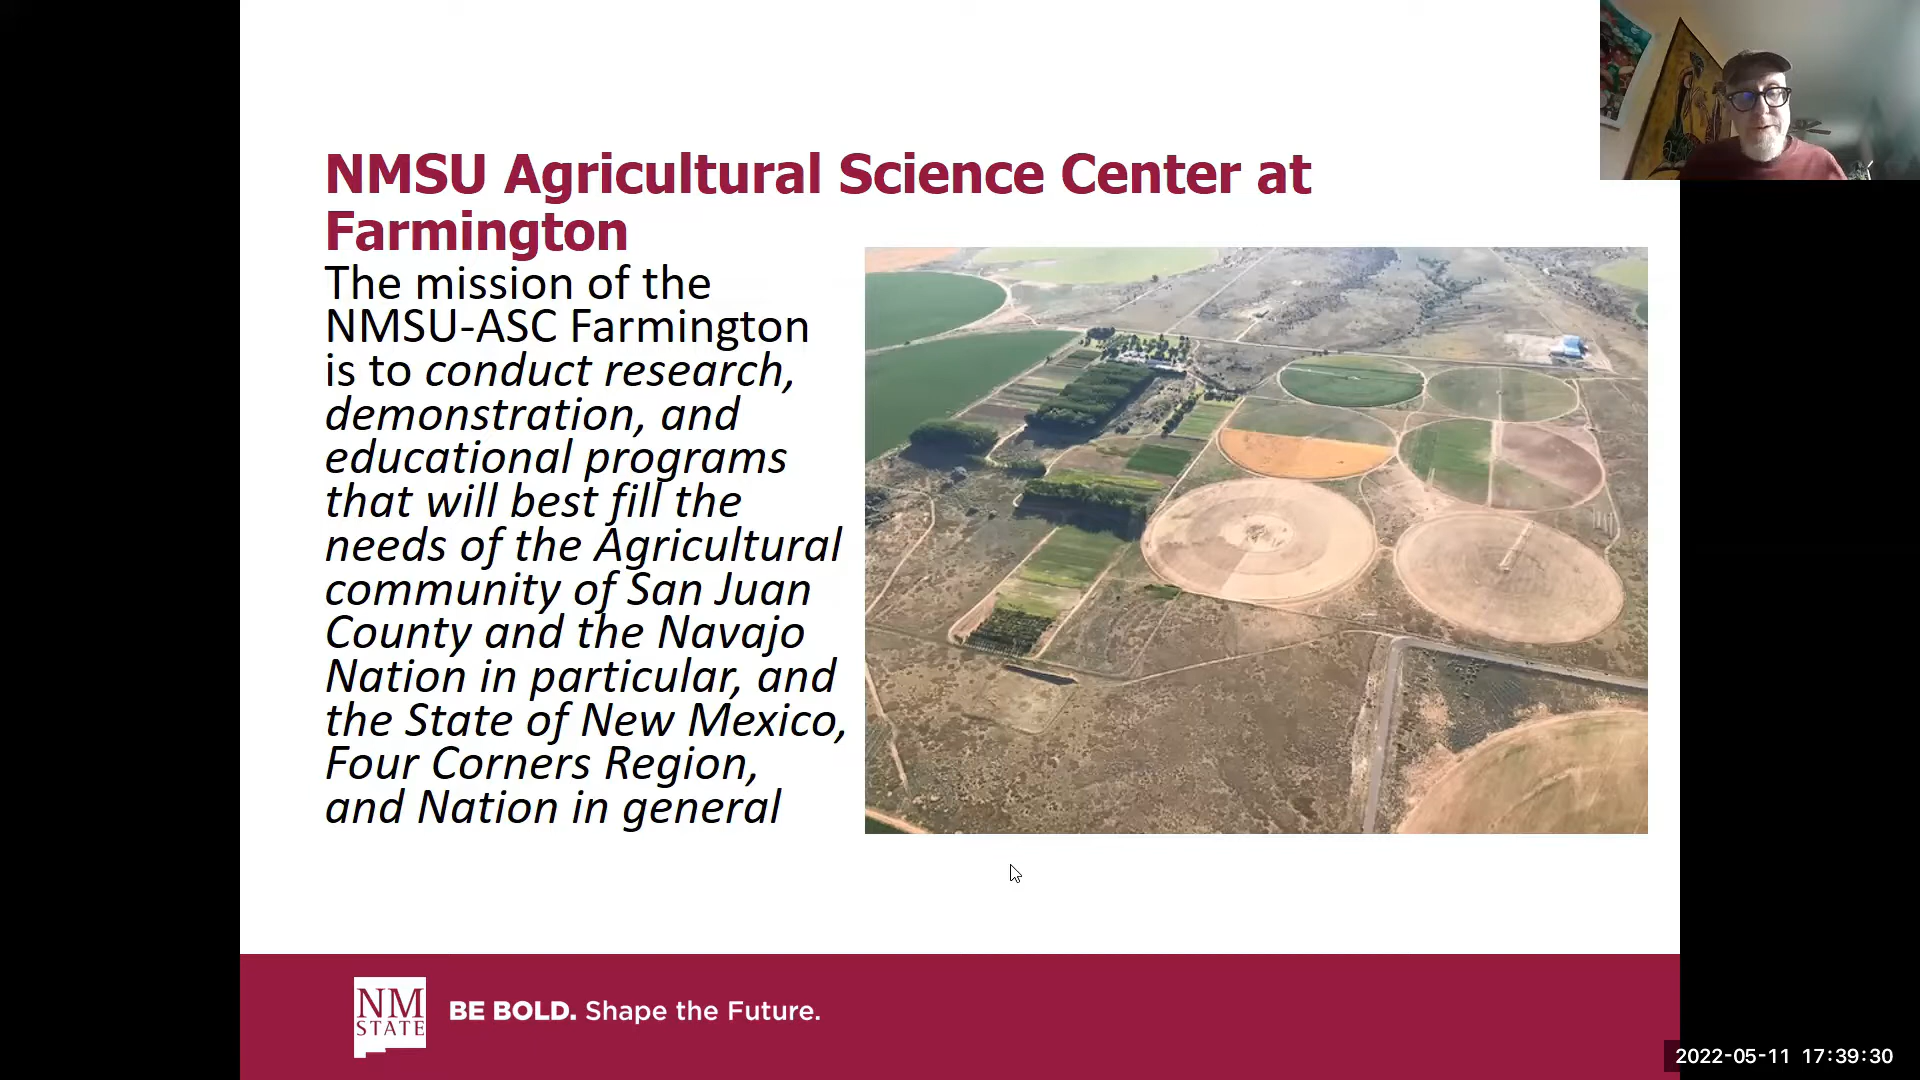 NMSU Agricultural Science Center at
Farmington
The mission of the
NMSU-ASC Farmington
is to conduct research,
demonstration, and
educational programs
that will best fill the
needs of the Agricultural
community of San Juan
County and the Navajo
Nation in particular, and
the State of New Mexico,
Four Corners Region,
and Nation in general
NM
STATE
BE BOLD. Shape the Future.
2022-05-11 17:39:30